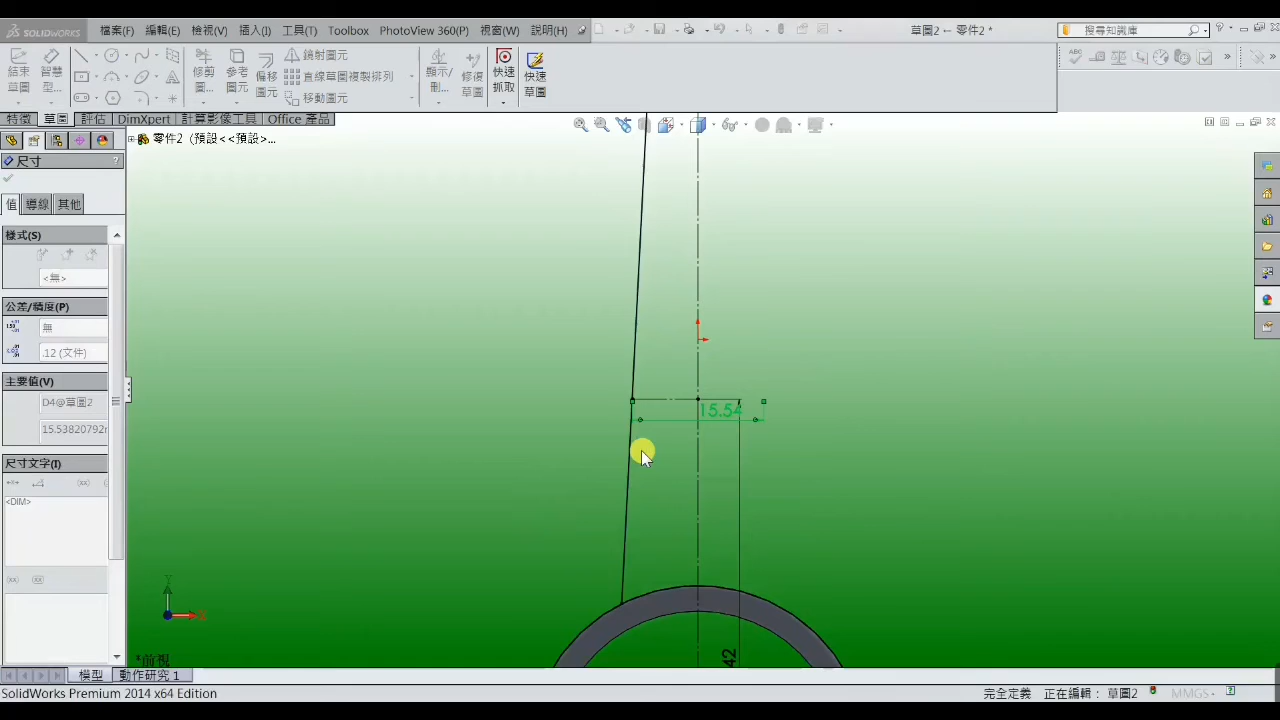 SOLIDWORKS 檔案(F) 編輯(E) 檢視(V) 插入(I) 工具(T) Toolbox PhotoView 360(P) 視窗(W) 說明(H) 草圖2 ← 零件2 * 搜尋知識庫
結束草圖 智慧型... 修剪圖... 參考圖元 偏移圖元 鏡射圖元 直線草圖複製排列 移動圖元 顯示/刪... 修復草圖 快速抓取 快速草圖
特徵 草圖 評估 DimXpert 計算影像工具 Office 產品
零件2 (預設<<預設>...
尺寸 ?
值 導線 其他
樣式(S)
<無>
公差/精度(P)
無
.12 (文件)
主要值(V)
D4@草圖2
15.53820792m
15.54
尺寸文字(I)
<DIM>
Y
X
42
*前視
模型 動作研究 1
SolidWorks Premium 2014 x64 Edition 完全定義 正在編輯： 草圖2 MMGS